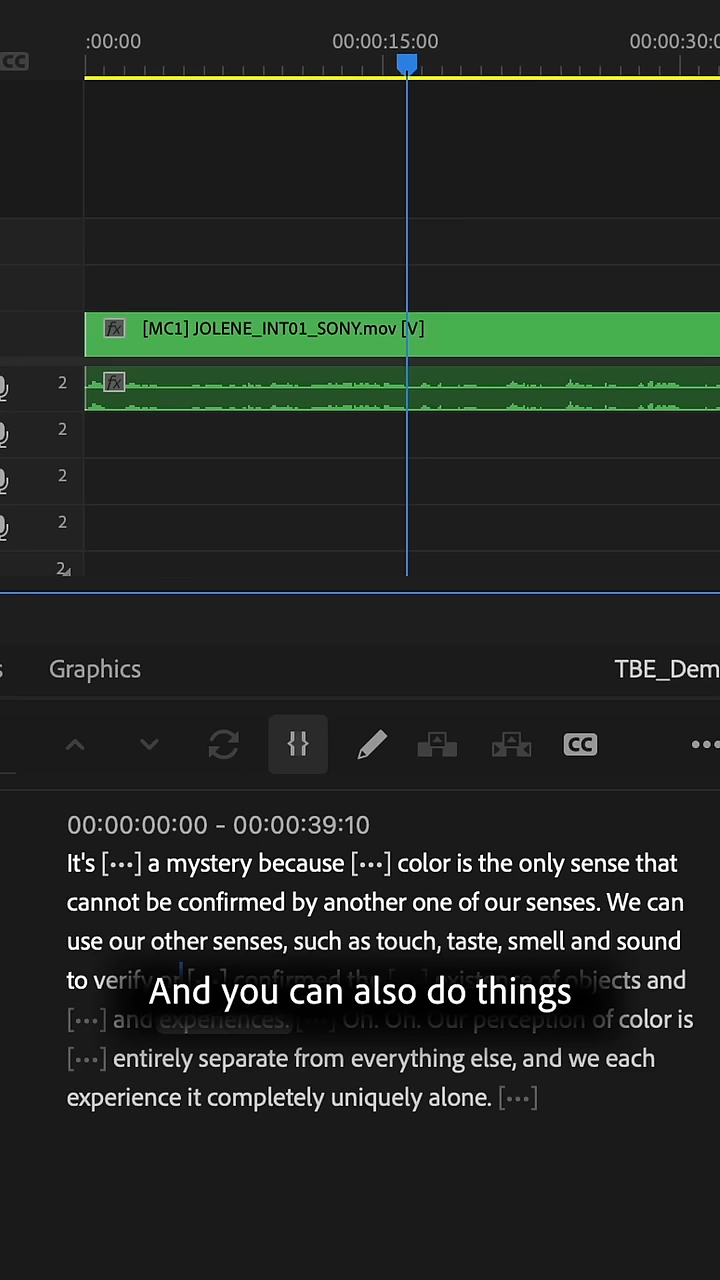 :00:00 00:00:15:00 00:00:30:0
CC
fx [MC1] JOLENE_INT01_SONY.mov [V]
2 fx
2
2
2
2
Graphics TBE_Dem
CC
00:00:00:00 - 00:00:39:10
It's [...] a mystery because [...] color is the only sense that
cannot be confirmed by another one of our senses. We can
use our other senses, such as touch, taste, smell and sound
to verify or [...] confirmed the [...] existence of objects and
And you can also do things
[...] and experiences. [...] Oh. Oh. Our perception of color is
[...] entirely separate from everything else, and we each
experience it completely uniquely alone. [...]